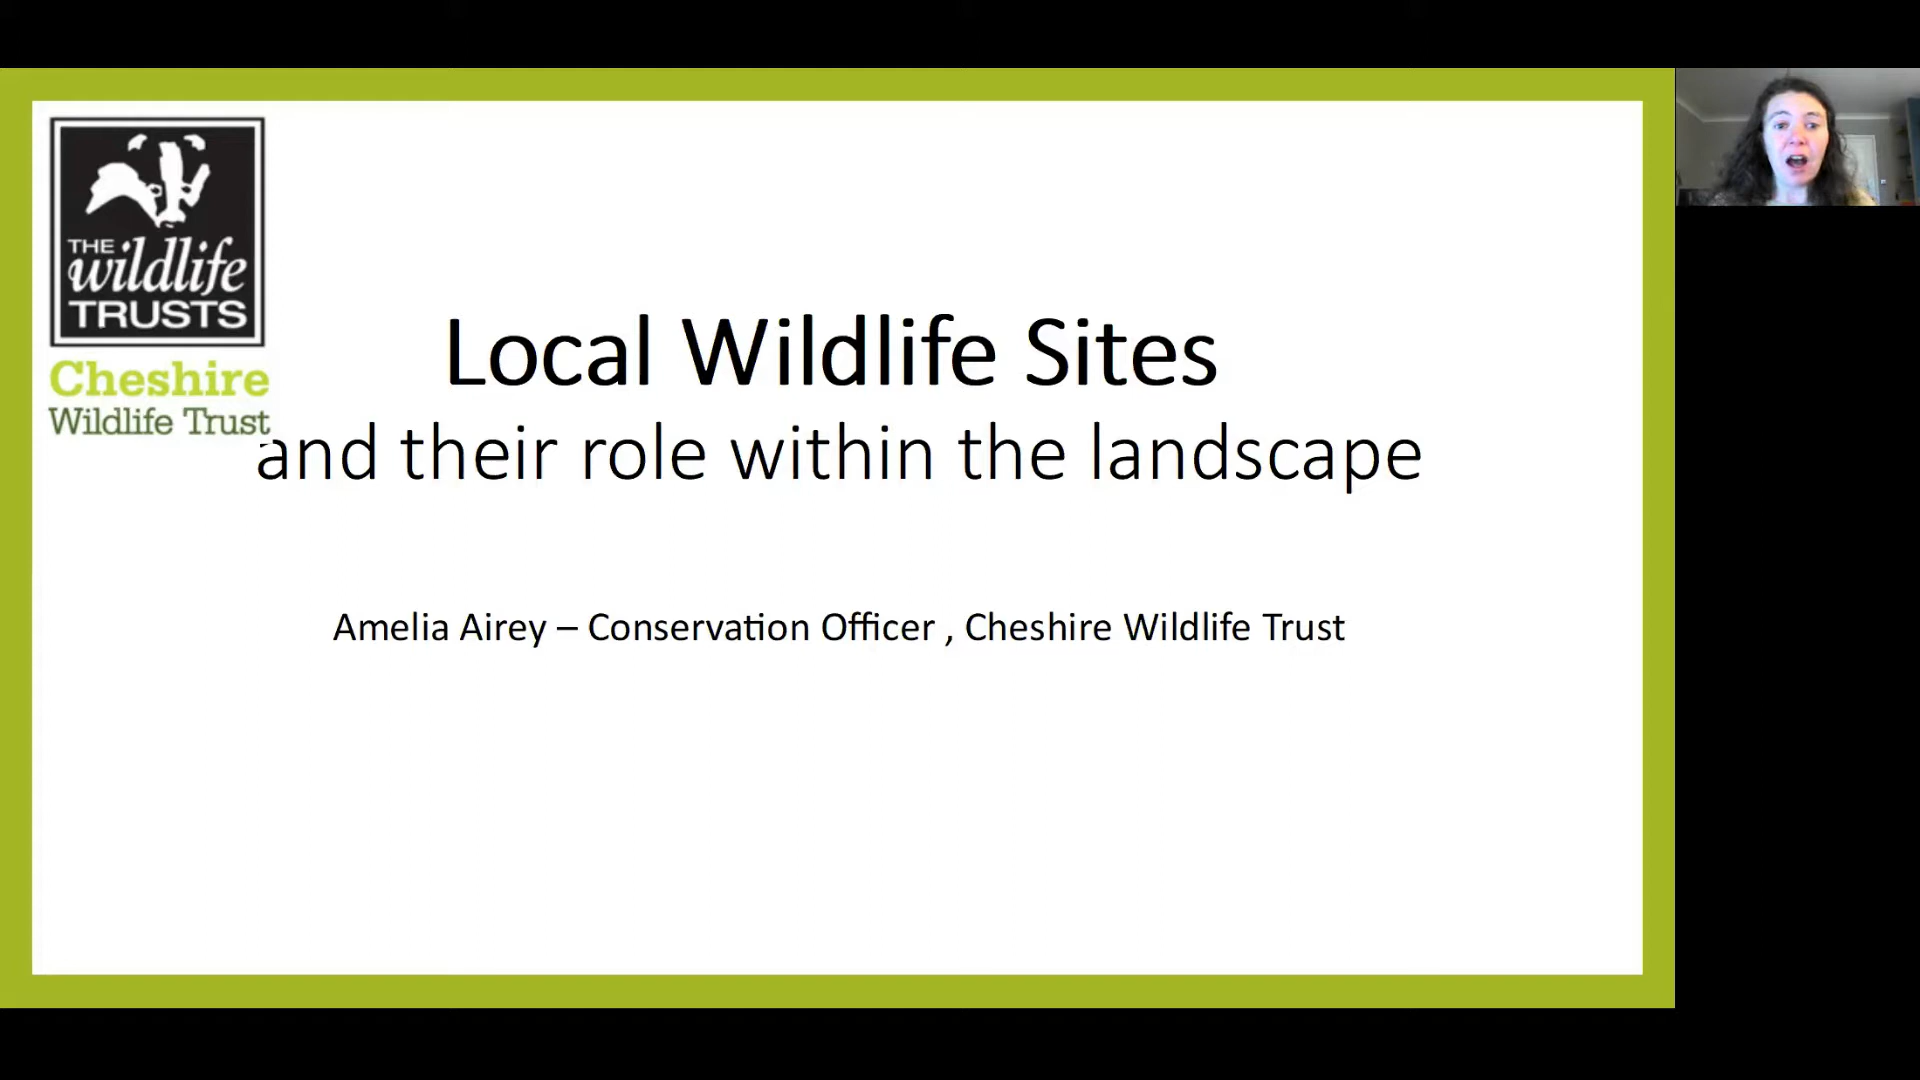 THE
wildlife
TRUSTS
Cheshire
Wildlife Trust
Local Wildlife Sites
and their role within the landscape
Amelia Airey – Conservation Officer , Cheshire Wildlife Trust